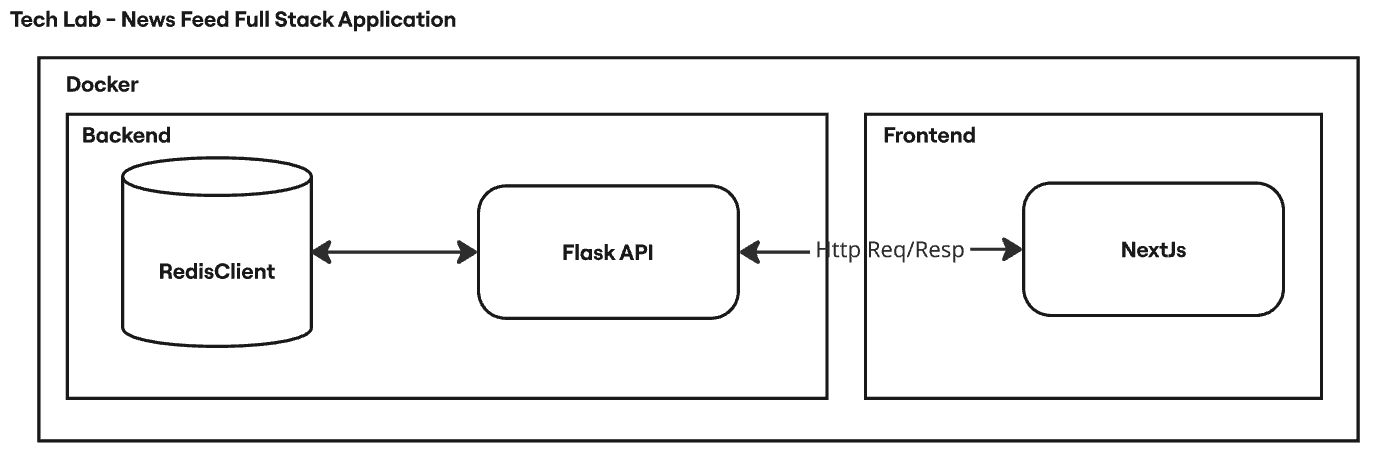 Tech Lab - News Feed Full Stack Application
Docker
Backend
Frontend
RedisClient
Flask API
Http Req/Resp
NextJs